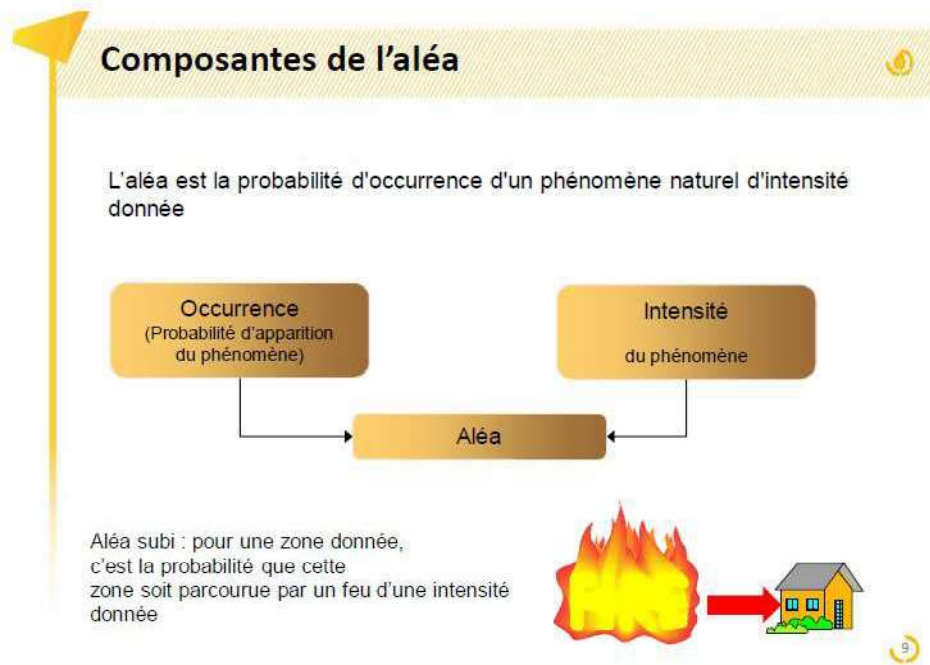 Composantes de l'aléa
L'aléa est la probabilité d'occurrence d'un phénomène naturel d'intensité
donnée
Occurrence
(Probabilité d'apparition
du phénomène)
Intensité
du phénomène
Aléa
Aléa subi : pour une zone donnée,
c'est la probabilité que cette
zone soit parcourue par un feu d'une intensité
donnée
FIRE
9